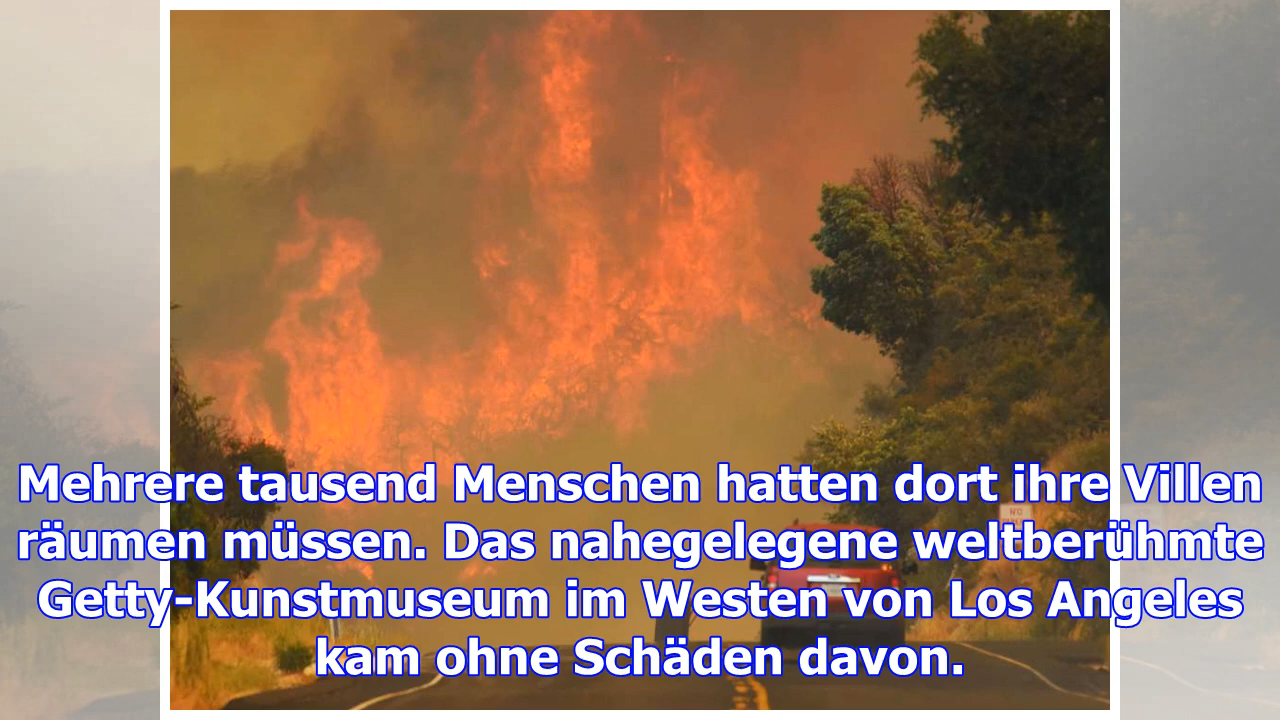 Mehrere tausend Menschen hatten dort ihre Villen
räumen müssen. Das nahegelegene weltberühmte
Getty-Kunstmuseum im Westen von Los Angeles
kam ohne Schäden davon.
NO